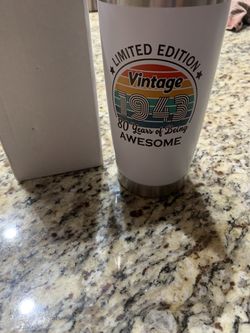 LIMITED EDITION
Vintage
1943
80 Years of Being
AWESOME